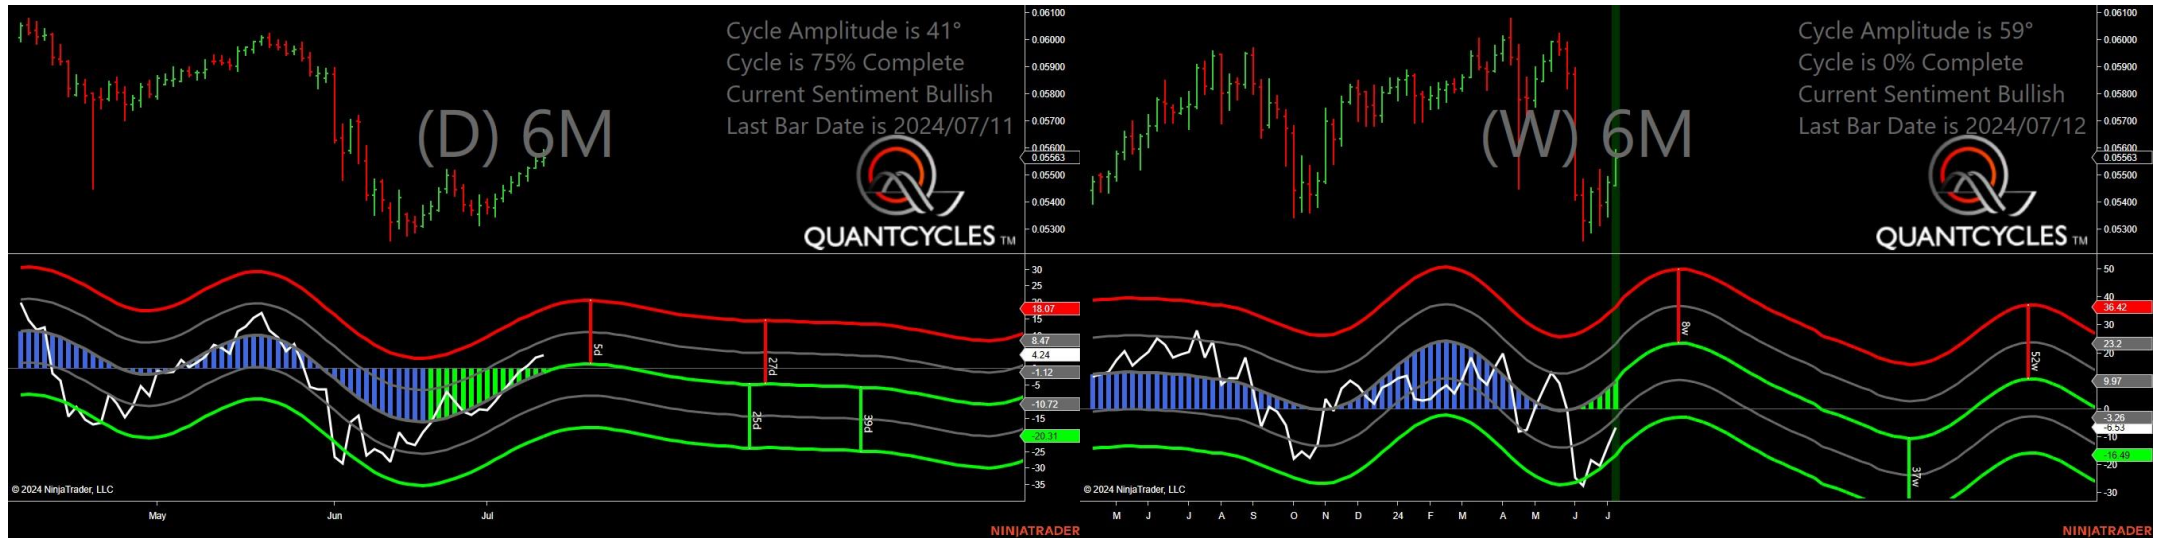 Cycle Amplitude is 41°
Cycle is 75% Complete
Current Sentiment Bullish
Last Bar Date is 2024/07/11
(D) 6M
QUANTCYCLES TM
0.06100
0.06000
0.05900
0.05800
0.05700
0.05600
0.05563
0.05500
0.05400
0.05300
30
25
18.07
15
8.47
4.24
-1.12
-5
-10.72
-15
-20.31
-25
-30
-35
5d
27d
25d
39d
© 2024 NinjaTrader, LLC
May
Jun
Jul
NINJATRADER
Cycle Amplitude is 59°
Cycle is 0% Complete
Current Sentiment Bullish
Last Bar Date is 2024/07/12
(W) 6M
QUANTCYCLES TM
0.06100
0.06000
0.05900
0.05800
0.05700
0.05600
0.05563
0.05500
0.05400
0.05300
50
40
36.42
30
23.2
20
9.97
0
-3.26
-6.53
-10
-16.49
-20
-30
8w
52w
37w
© 2024 NinjaTrader, LLC
M J J A S O N D 24 F M A M J J
NINJATRADER